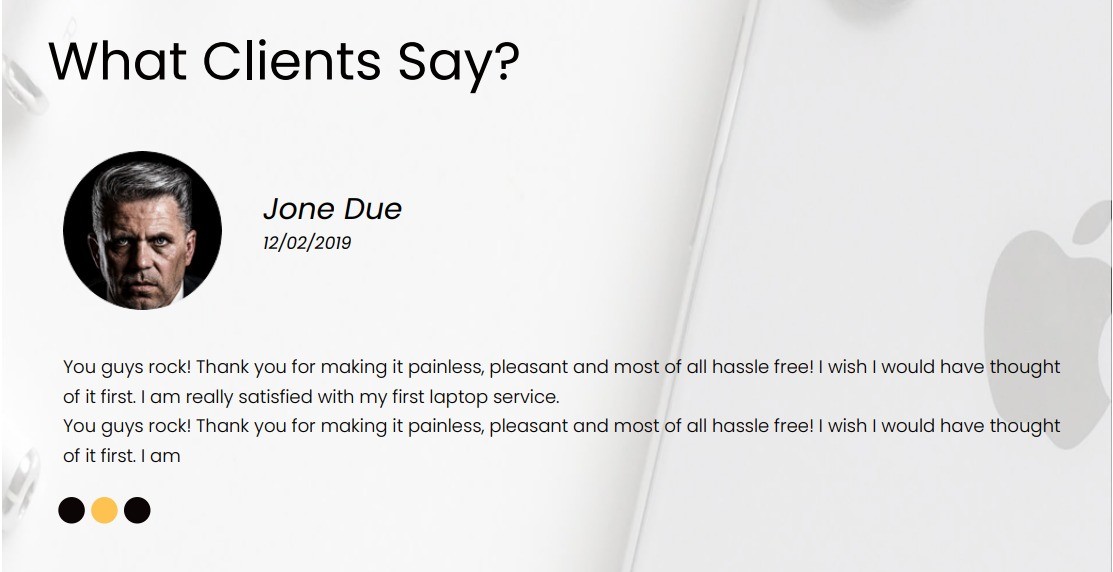 What Clients Say?
Jone Due
12/02/2019
You guys rock! Thank you for making it painless, pleasant and most of all hassle free! I wish I would have thought
of it first. I am really satisfied with my first laptop service.
You guys rock! Thank you for making it painless, pleasant and most of all hassle free! I wish I would have thought
of it first. I am